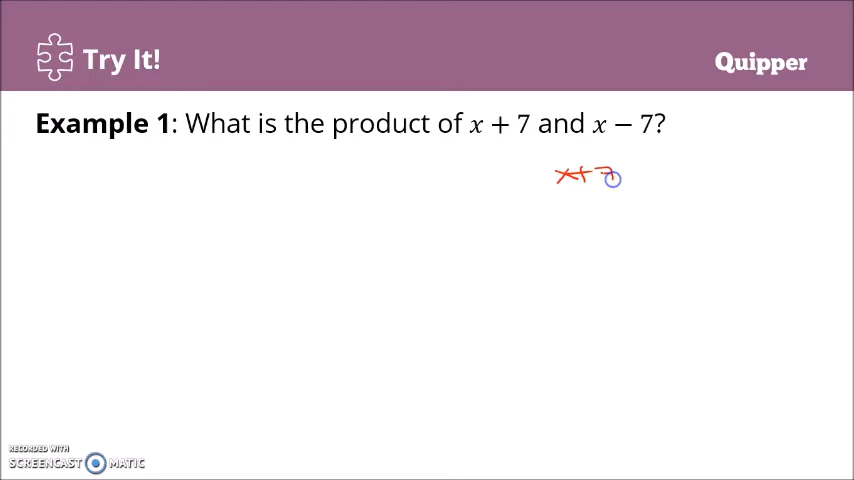 Try It!
Quipper
Example 1: What is the product of x + 7 and x − 7?
x+7
RECORDED WITH
SCREENCAST MATIC